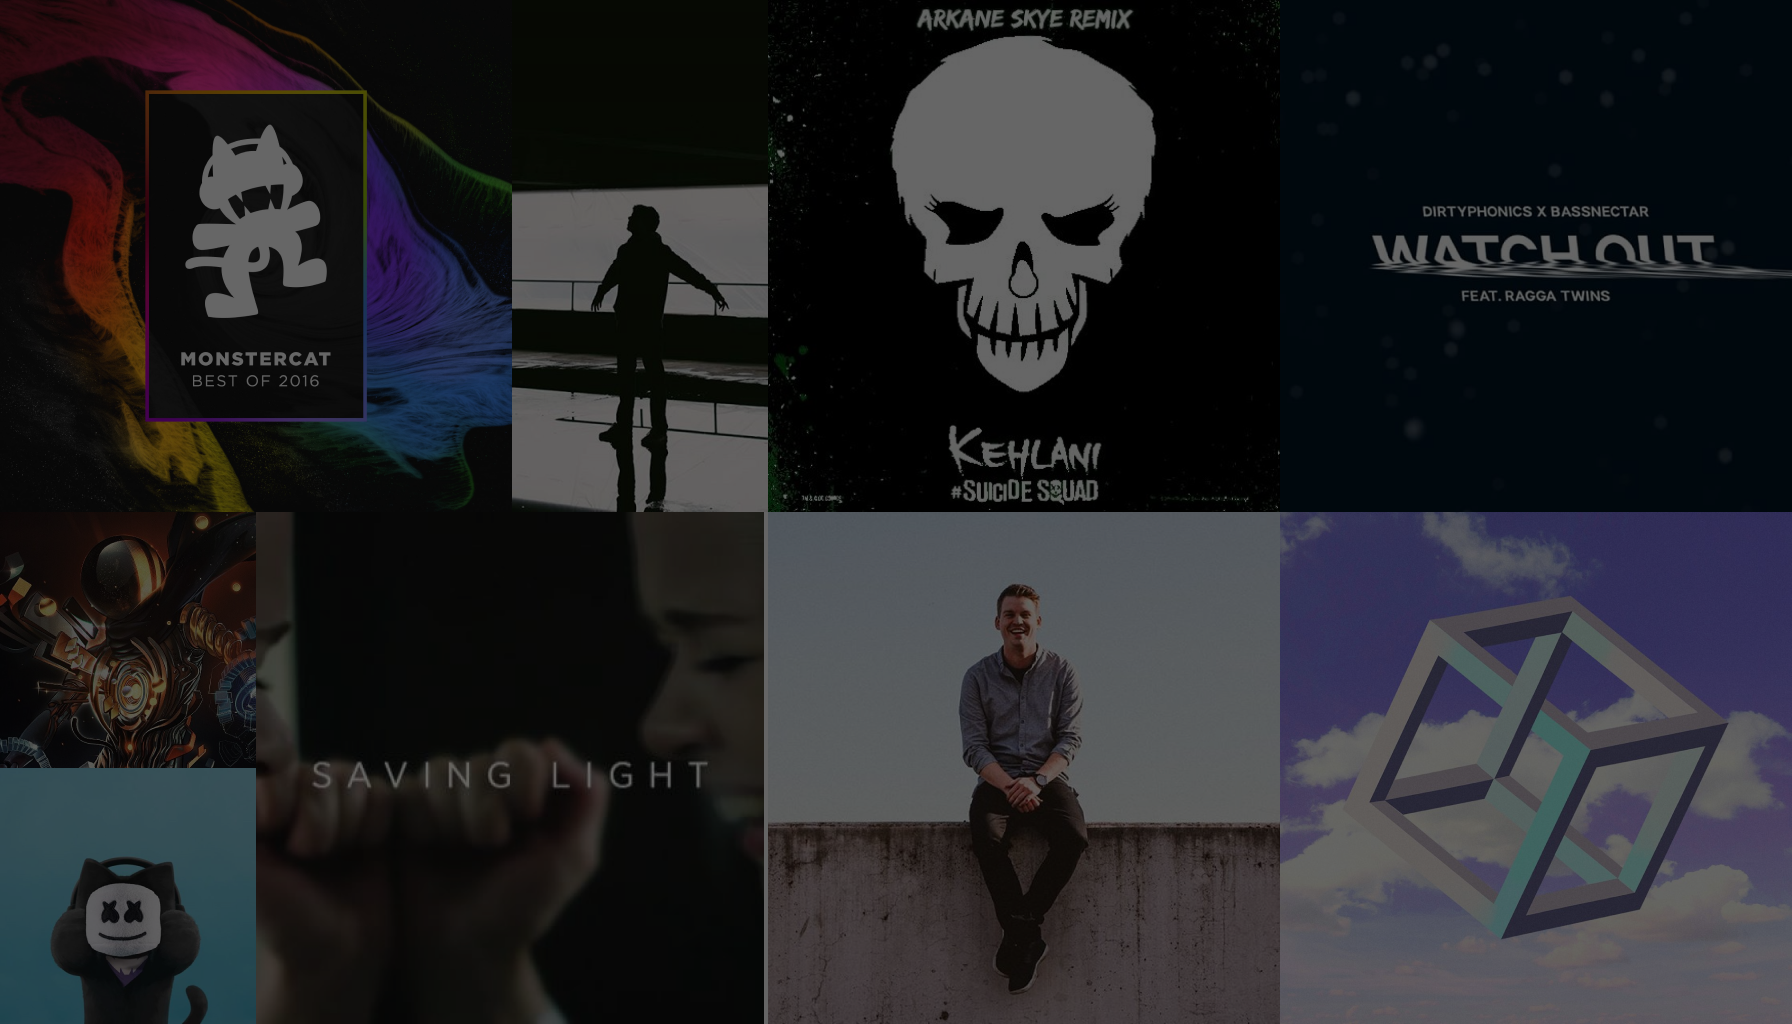 MONSTERCAT
BEST OF 2016
ARKANE SKYE REMIX
KEHLANI
#SUICIDE SQUAD
DIRTYPHONICS X BASSNECTAR
WATCH OUT
FEAT. RAGGA TWINS
SAVING LIGHT